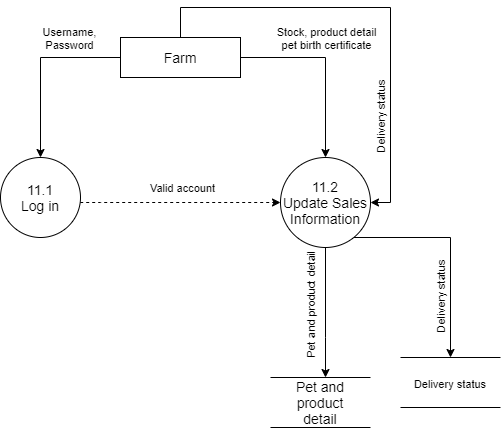 Username,
Password
Farm
Stock, product detail
pet birth certificate
Delivery status
11.1
Log in
Valid account
11.2
Update Sales
Information
Pet and product detail
Delivery status
Pet and
product
detail
Delivery status